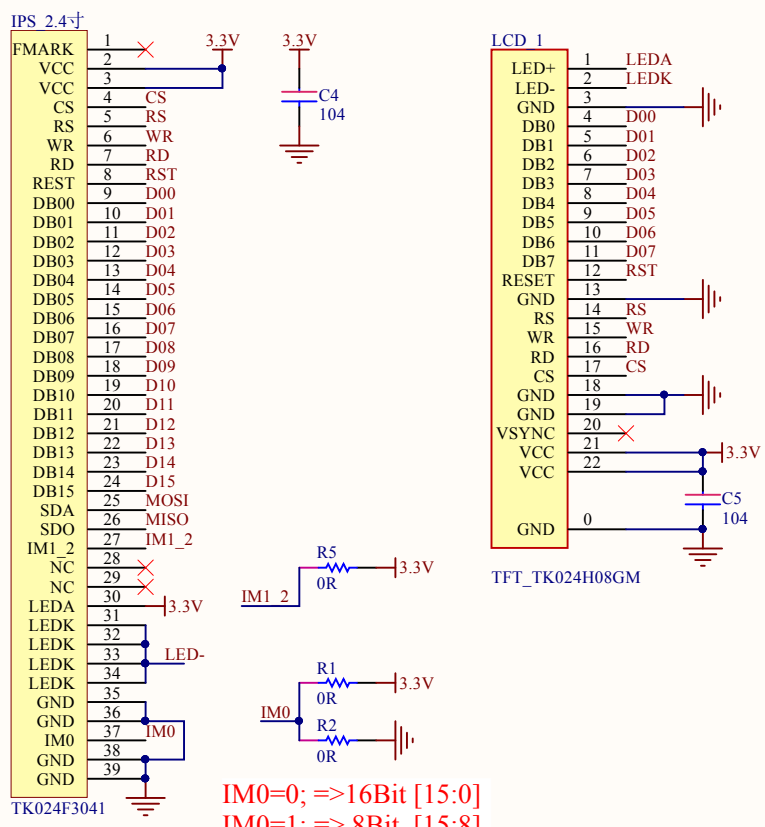 IPS_2.4寸
FMARK 1
VCC 2
VCC 3
CS 4 CS
RS 5 RS
WR 6 WR
RD 7 RD
REST 8 RST
DB00 9 D00
DB01 10 D01
DB02 11 D02
DB03 12 D03
DB04 13 D04
DB05 14 D05
DB06 15 D06
DB07 16 D07
DB08 17 D08
DB09 18 D09
DB10 19 D10
DB11 20 D11
DB12 21 D12
DB13 22 D13
DB14 23 D14
DB15 24 D15
SDA 25 MOSI
SDO 26 MISO
IM1_2 27 IM1_2
NC 28
NC 29
LEDA 30 3.3V
LEDK 31
LEDK 32
LEDK 33 LED-
LEDK 34
GND 35
GND 36
IM0 37 IM0
GND 38
GND 39
TK024F3041
3.3V
3.3V
C4
104
R5
0R
3.3V
IM1_2
R1
0R
3.3V
IM0
R2
0R
IM0=0; =>16Bit [15:0]
IM0=1; => 8Bit [15:8]
LCD_1
LED+ 1 LEDA
LED- 2 LEDK
GND 3
DB0 4 D00
DB1 5 D01
DB2 6 D02
DB3 7 D03
DB4 8 D04
DB5 9 D05
DB6 10 D06
DB7 11 D07
RESET 12 RST
GND 13
RS 14 RS
WR 15 WR
RD 16 RD
CS 17 CS
GND 18
GND 19
VSYNC 20
VCC 21 3.3V
VCC 22
C5
104
GND 0
TFT_TK024H08GM